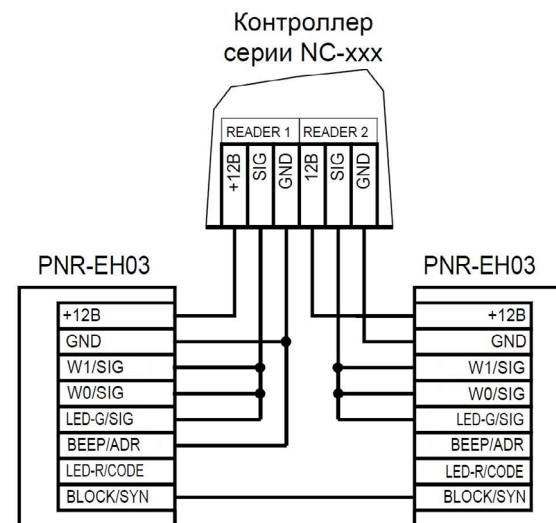 Контроллер
серии NC-xxx
READER 1 READER 2
+12В SIG GND 12В SIG GND
PNR-EH03
PNR-EH03
+12В
GND
W1/SIG
W0/SIG
LED-G/SIG
BEEP/ADR
LED-R/CODE
BLOCK/SYN
+12В
GND
W1/SIG
W0/SIG
LED-G/SIG
BEEP/ADR
LED-R/CODE
BLOCK/SYN